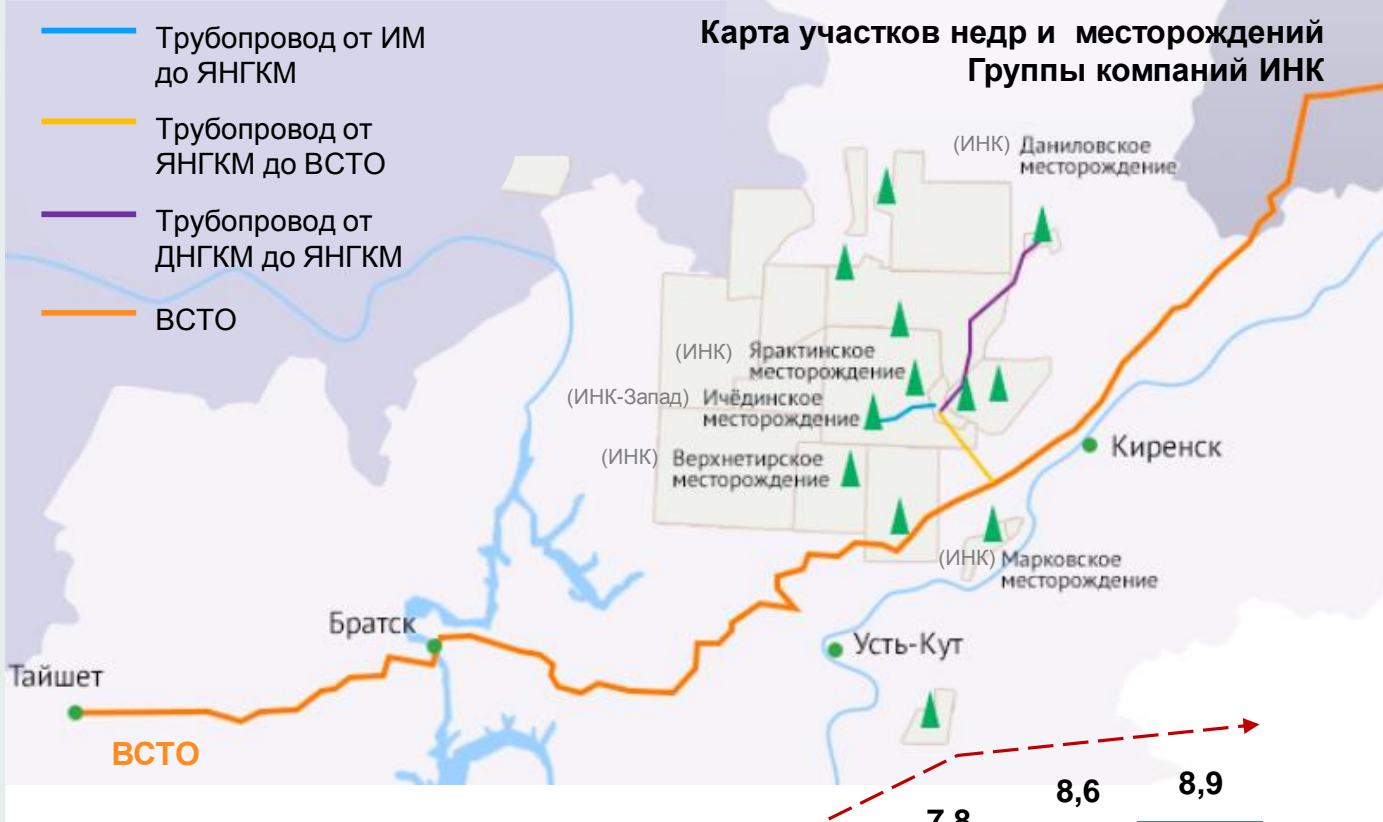 Карта участков недр и месторождений
Группы компаний ИНК
Трубопровод от ИМ
до ЯНГКМ
Трубопровод от
ЯНГКМ до ВСТО
Трубопровод от
ДНГКМ до ЯНГКМ
ВСТО
(ИНК) Даниловское
месторождение
(ИНК) Ярактинское
месторождение
(ИНК-Запад) Ичёдинское
месторождение
(ИНК) Верхнетирское
месторождение
Киренск
(ИНК) Марковское
месторождение
Братск
Усть-Кут
Тайшет
ВСТО
7,8
8,6
8,9